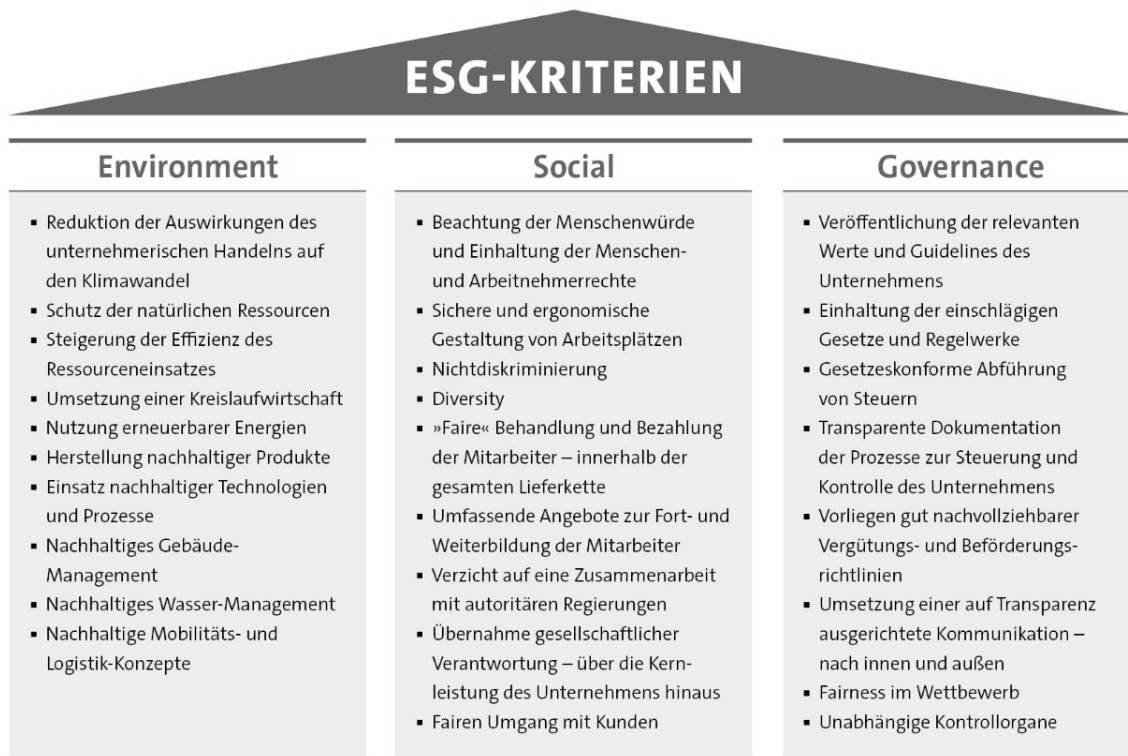 ESG-KRITERIEN
Environment
▪ Reduktion der Auswirkungen des
unternehmerischen Handelns auf
den Klimawandel
▪ Schutz der natürlichen Ressourcen
▪ Steigerung der Effizienz des
Ressourceneinsatzes
▪ Umsetzung einer Kreislaufwirtschaft
▪ Nutzung erneuerbarer Energien
▪ Herstellung nachhaltiger Produkte
▪ Einsatz nachhaltiger Technologien
und Prozesse
▪ Nachhaltiges Gebäude-
Management
▪ Nachhaltiges Wasser-Management
▪ Nachhaltige Mobilitäts- und
Logistik-Konzepte
Social
▪ Beachtung der Menschenwürde
und Einhaltung der Menschen-
und Arbeitnehmerrechte
▪ Sichere und ergonomische
Gestaltung von Arbeitsplätzen
▪ Nichtdiskriminierung
▪ Diversity
▪ »Faire« Behandlung und Bezahlung
der Mitarbeiter – innerhalb der
gesamten Lieferkette
▪ Umfassende Angebote zur Fort- und
Weiterbildung der Mitarbeiter
▪ Verzicht auf eine Zusammenarbeit
mit autoritären Regierungen
▪ Übernahme gesellschaftlicher
Verantwortung – über die Kern-
leistung des Unternehmens hinaus
▪ Fairen Umgang mit Kunden
Governance
▪ Veröffentlichung der relevanten
Werte und Guidelines des
Unternehmens
▪ Einhaltung der einschlägigen
Gesetze und Regelwerke
▪ Gesetzeskonforme Abführung
von Steuern
▪ Transparente Dokumentation
der Prozesse zur Steuerung und
Kontrolle des Unternehmens
▪ Vorliegen gut nachvollziehbarer
Vergütungs- und Beförderungs-
richtlinien
▪ Umsetzung einer auf Transparenz
ausgerichtete Kommunikation –
nach innen und außen
▪ Fairness im Wettbewerb
▪ Unabhängige Kontrollorgane